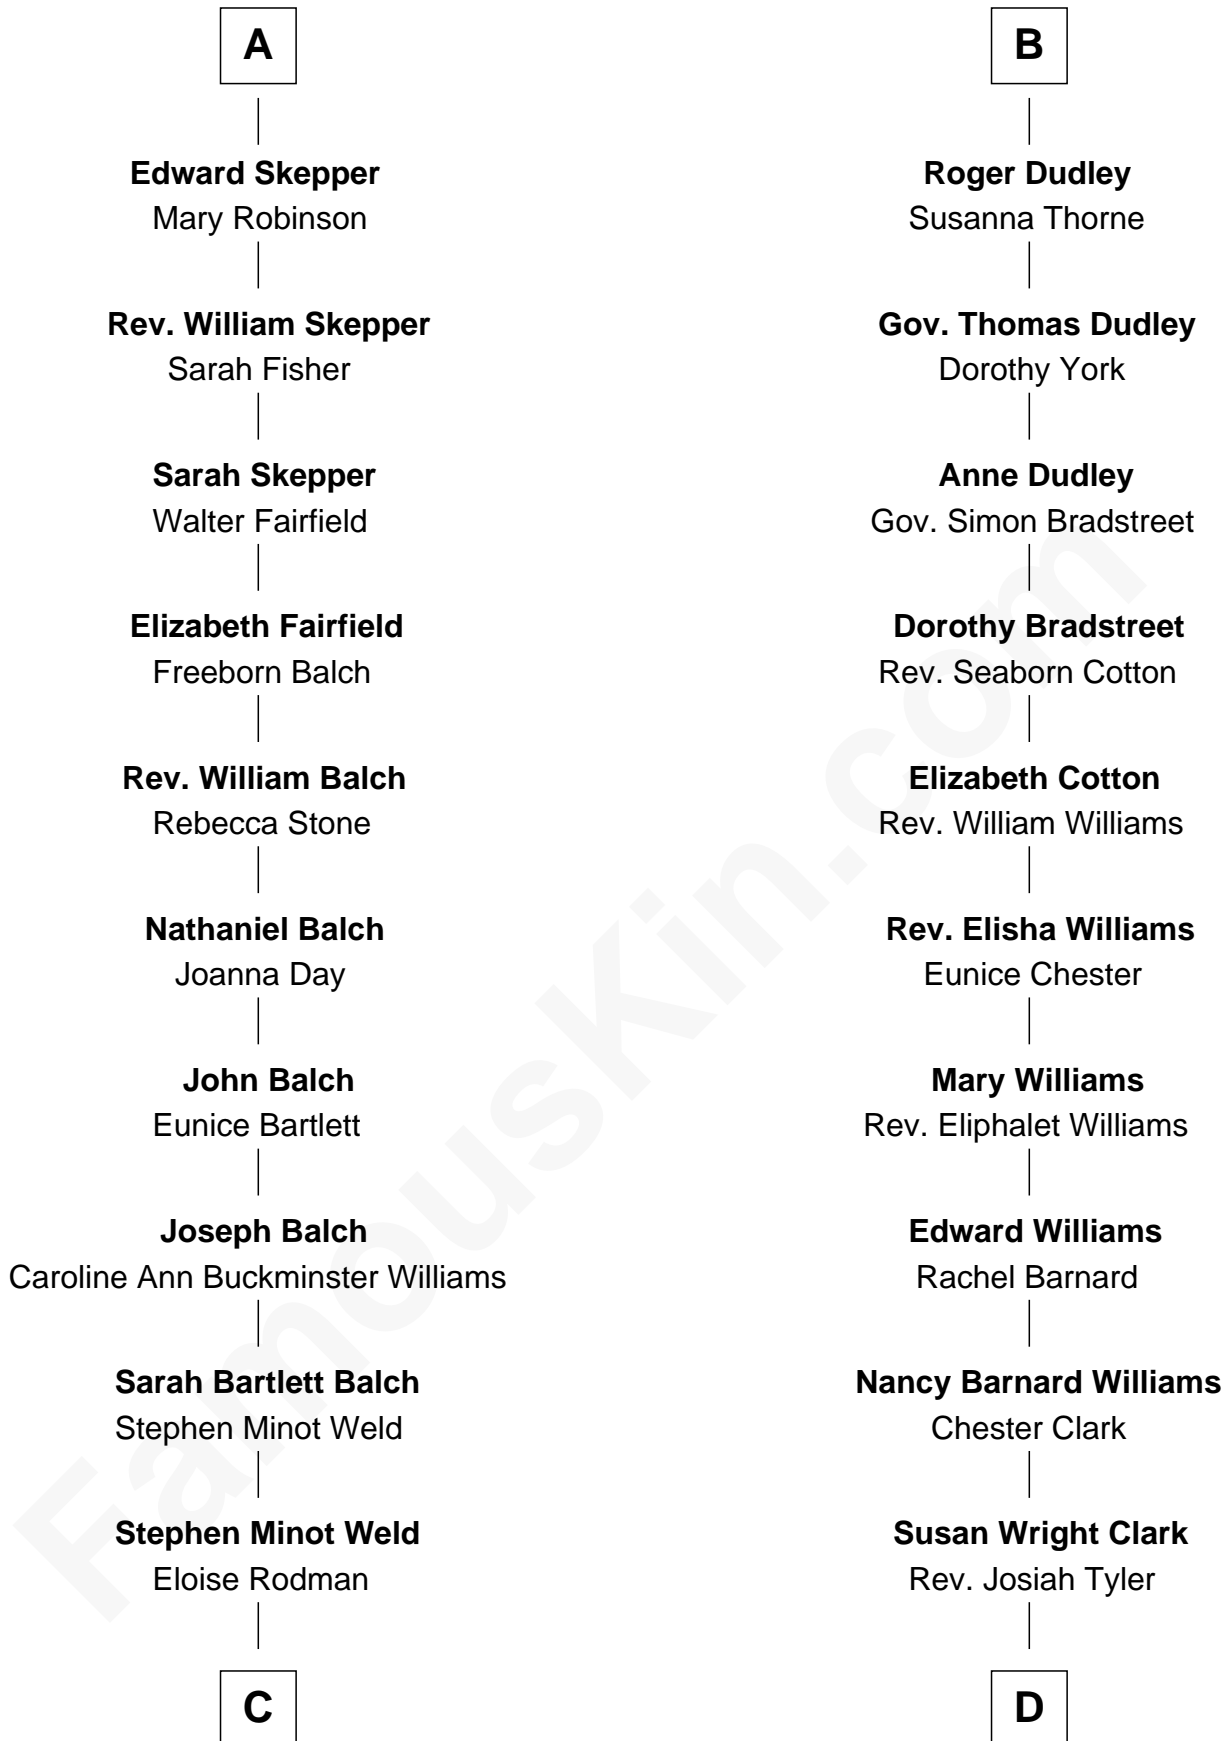 A
Edward Skepper
Mary Robinson
Rev. William Skepper
Sarah Fisher
Sarah Skepper
Walter Fairfield
Elizabeth Fairfield
Freeborn Balch
Rev. William Balch
Rebecca Stone
Nathaniel Balch
Joanna Day
John Balch
Eunice Bartlett
Joseph Balch
Caroline Ann Buckminster Williams
Sarah Bartlett Balch
Stephen Minot Weld
Stephen Minot Weld
Eloise Rodman
C
B
Roger Dudley
Susanna Thorne
Gov. Thomas Dudley
Dorothy York
Anne Dudley
Gov. Simon Bradstreet
Dorothy Bradstreet
Rev. Seaborn Cotton
Elizabeth Cotton
Rev. William Williams
Rev. Elisha Williams
Eunice Chester
Mary Williams
Rev. Eliphalet Williams
Edward Williams
Rachel Barnard
Nancy Barnard Williams
Chester Clark
Susan Wright Clark
Rev. Josiah Tyler
D
FamousKin.com